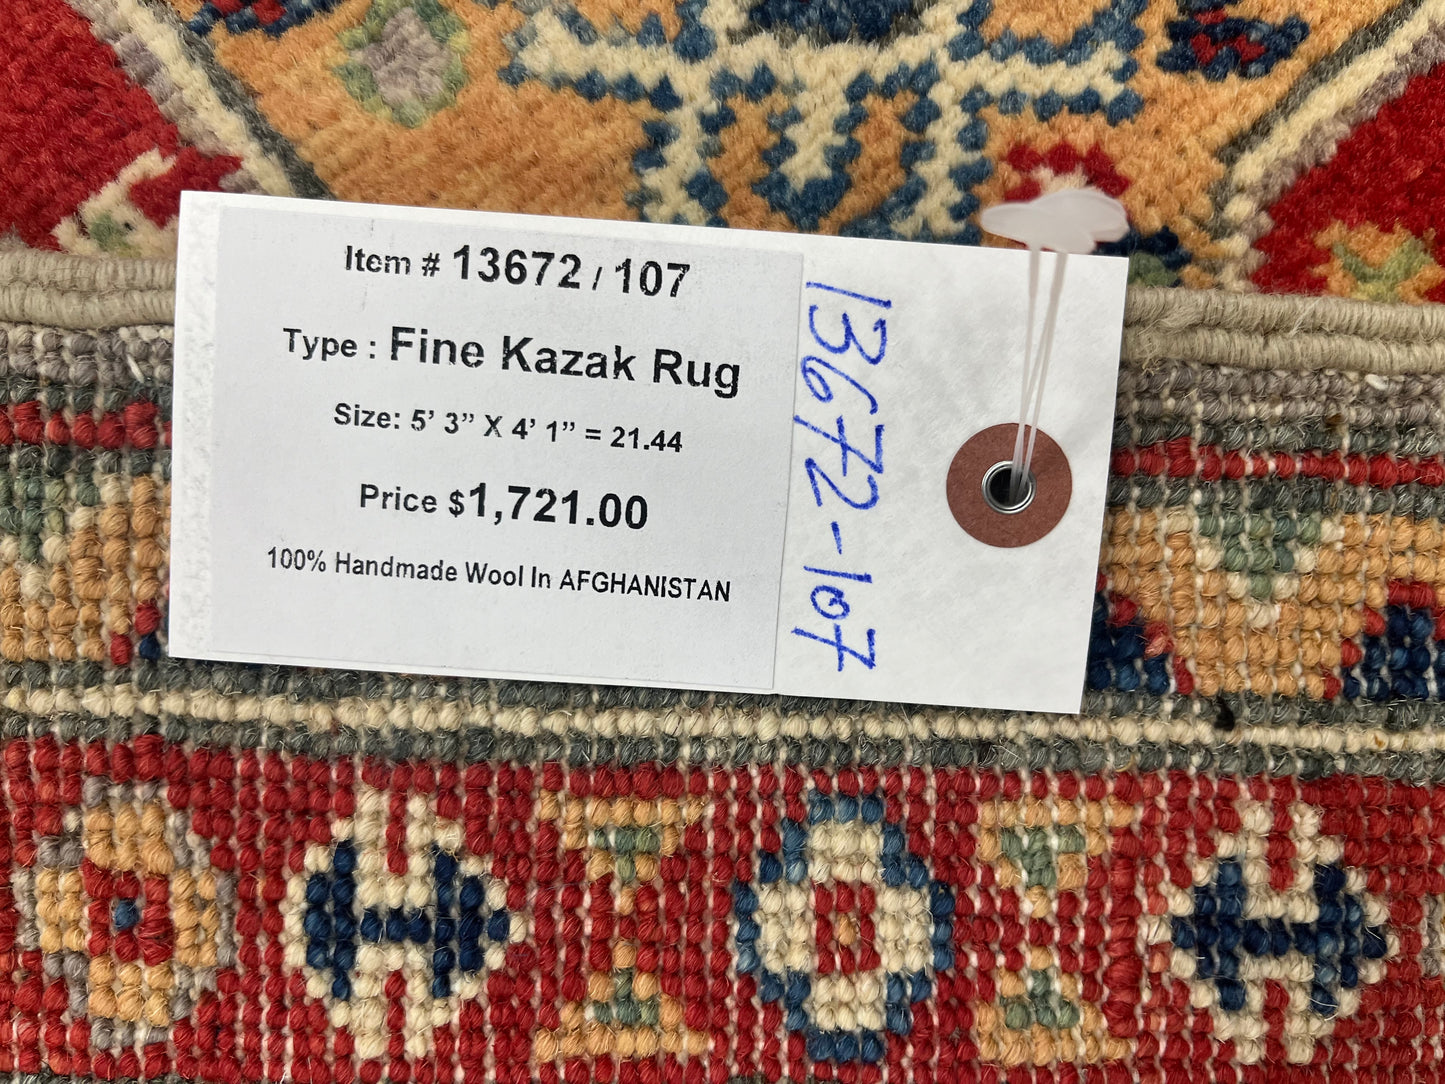 Item # 13672 / 107
Type : Fine Kazak Rug
Size: 5’ 3” X 4’ 1” = 21.44
Price $1,721.00
100% Handmade Wool In AFGHANISTAN
13672-107